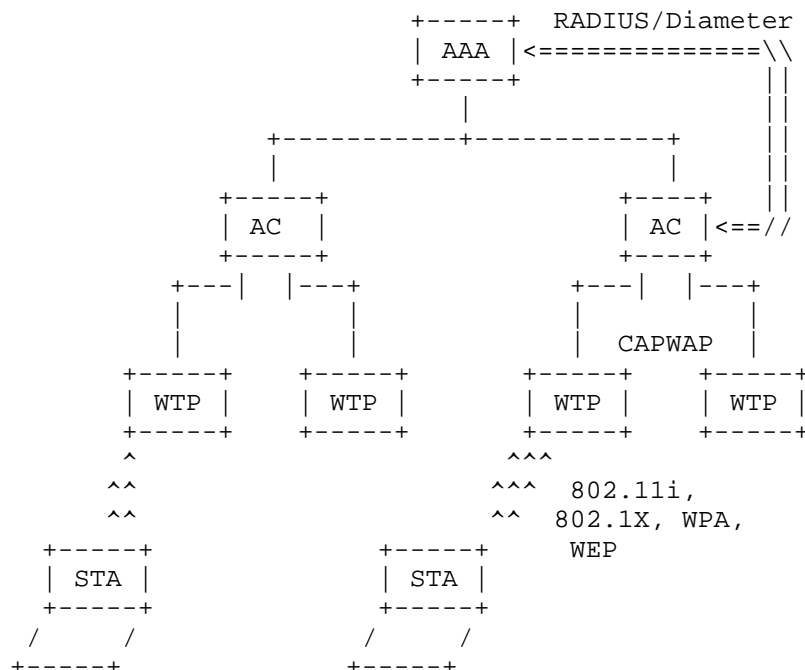 RADIUS/Diameter
AAA
AC AC
CAPWAP
WTP WTP WTP WTP
802.11i,
802.1X, WPA,
WEP
STA STA